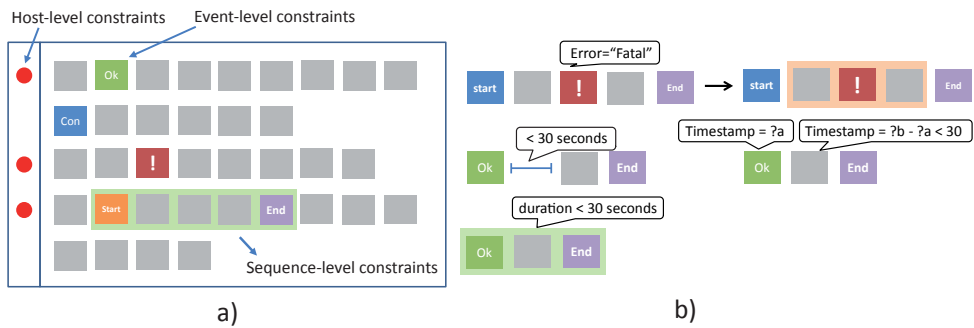 Host-level constraints
Event-level constraints
Ok
Con
!
Start
End
Sequence-level constraints
a)
Error="Fatal"
start
!
End
start
!
End
< 30 seconds
Ok
End
Timestamp = ?a
Timestamp = ?b - ?a < 30
Ok
End
duration < 30 seconds
Ok
End
b)